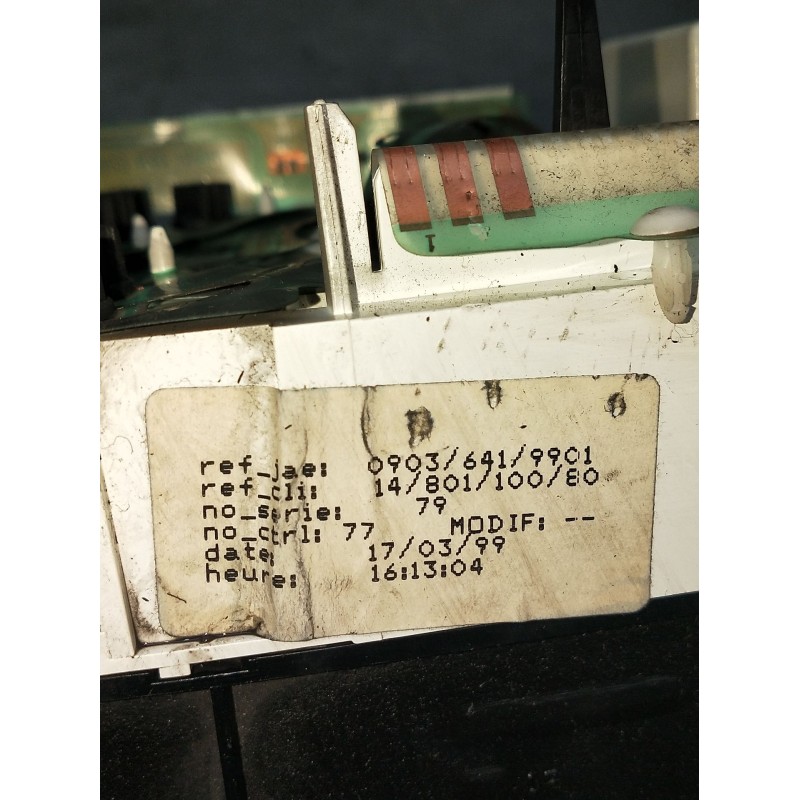 1
ref_jae: 0903/641/9901
ref_cli: 14/801/100/80
no_serie: 79
no_ctrl: 77 MODIF: --
date: 17/03/99
heure: 16:13:04